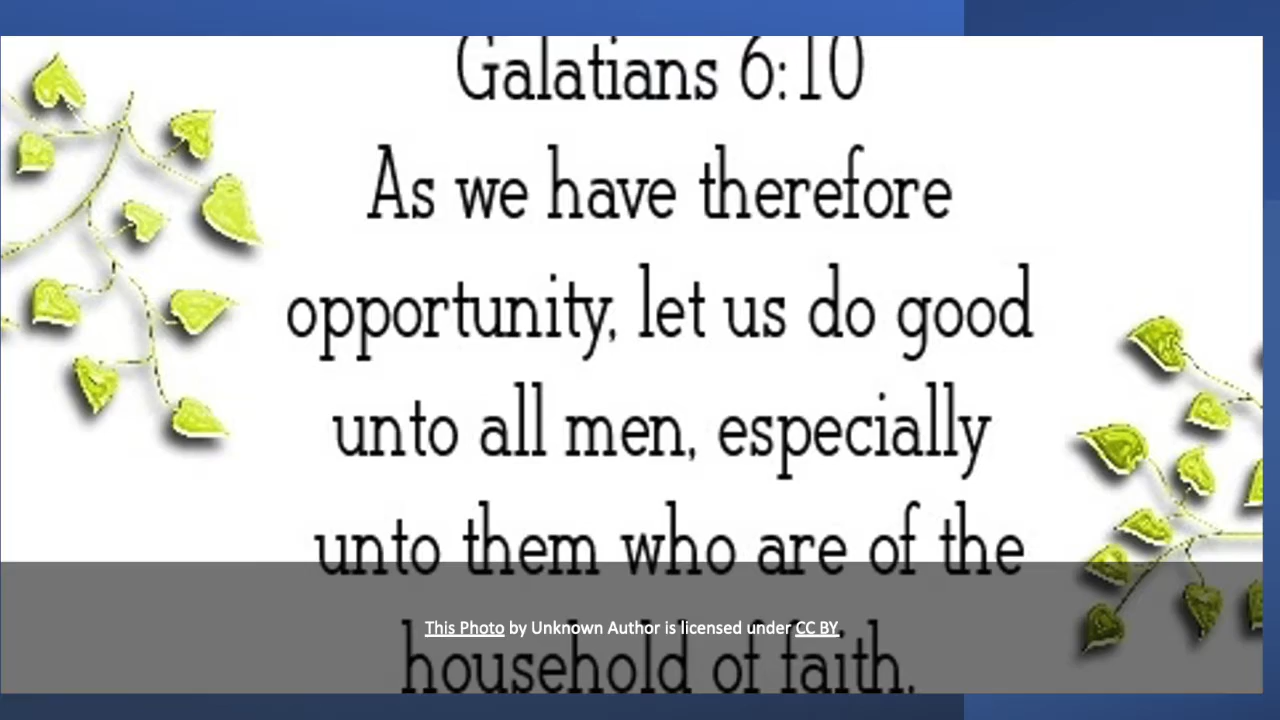 Galatians 6:10
As we have therefore
opportunity, let us do good
unto all men, especially
unto them who are of the
This Photo by Unknown Author is licensed under CC BY
household of faith.